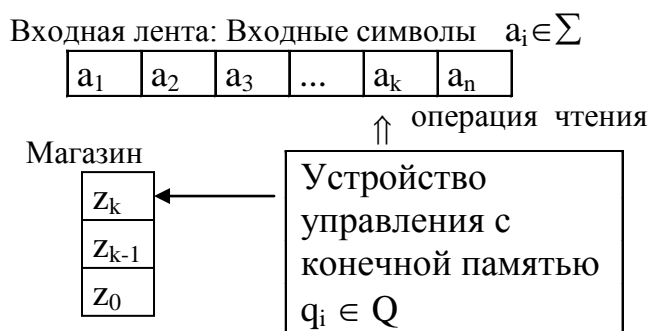 Входная лента: Входные символы a_i∈∑
a_1 a_2 a_3 ... a_k a_n
⇑ операция чтения
Магазин
z_k
z_{k-1}
z_0
Устройство
управления с
конечной памятью
q_i ∈ Q